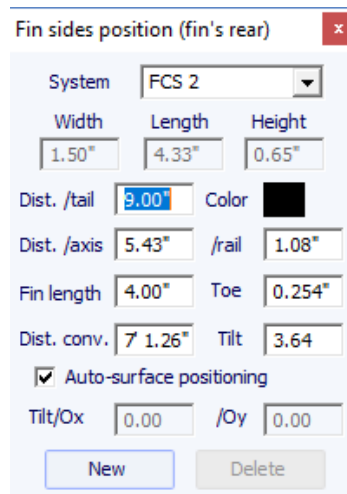 Fin sides position (fin's rear) x
System FCS 2
Width Length Height
1.50" 4.33" 0.65"
Dist. /tail 9.00" Color
Dist. /axis 5.43" /rail 1.08"
Fin length 4.00" Toe 0.254"
Dist. conv. 7' 1.26" Tilt 3.64
Auto-surface positioning
Tilt/Ox 0.00 /Oy 0.00
New Delete